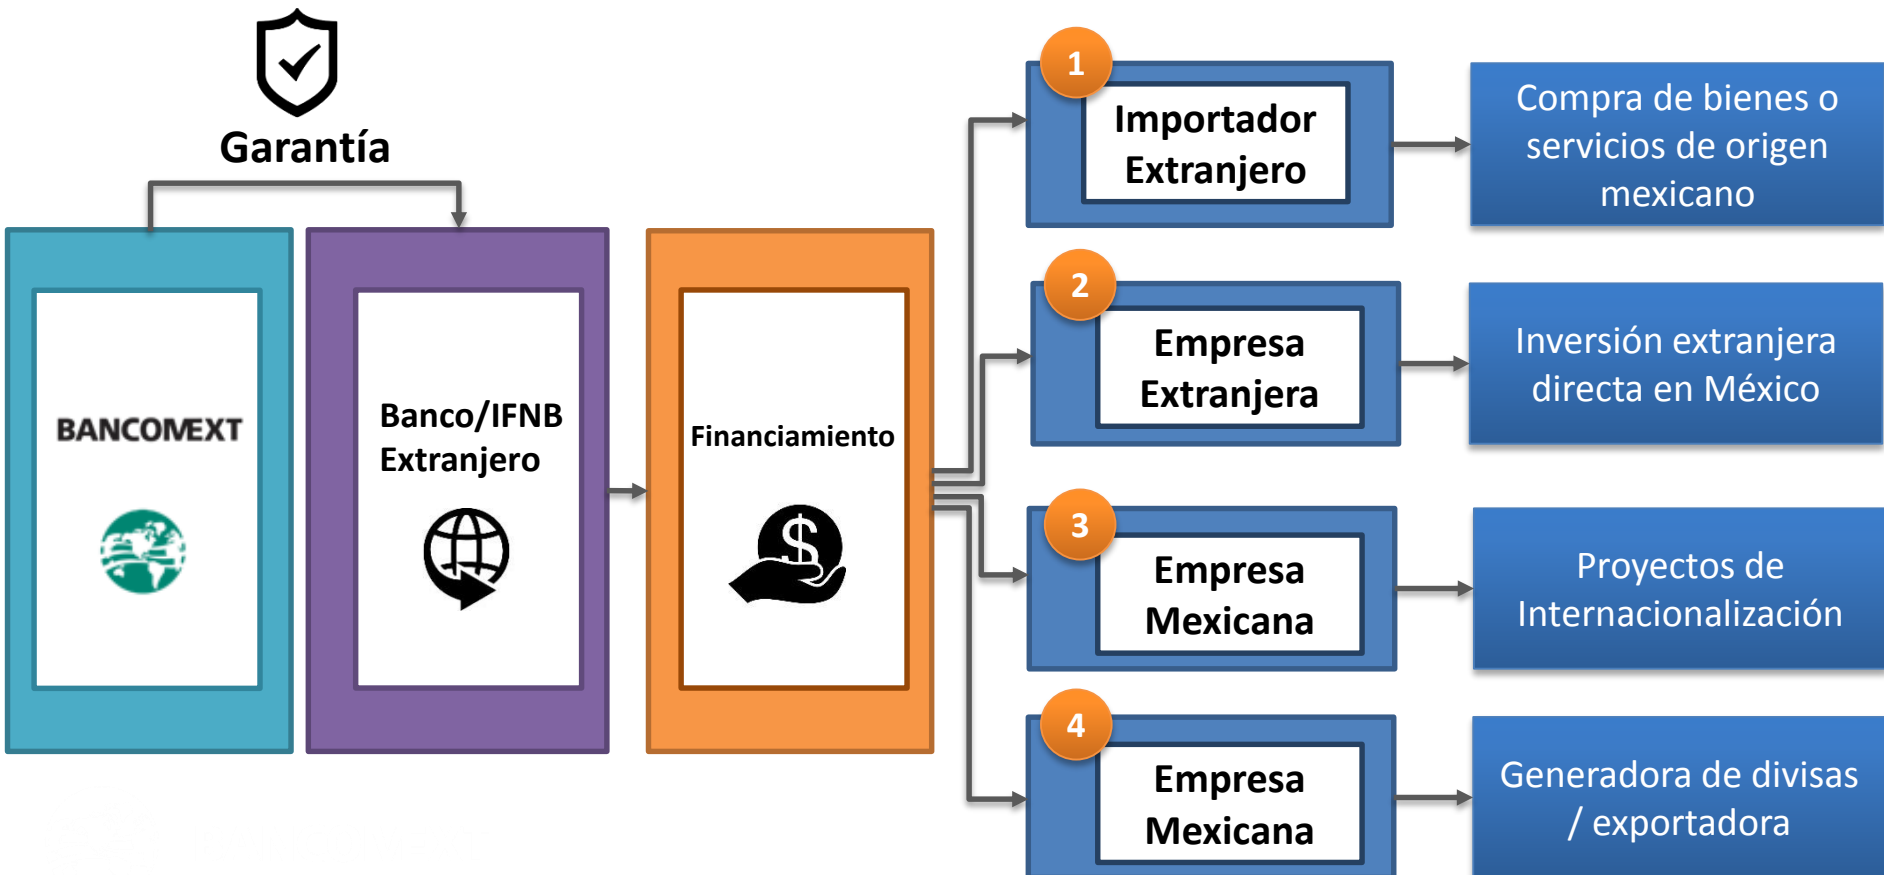 Garantía
BANCOMEXT
Banco/IFNB
Extranjero
Financiamiento
$
1
Importador
Extranjero
Compra de bienes o
servicios de origen
mexicano
2
Empresa
Extranjera
Inversión extranjera
directa en México
3
Empresa
Mexicana
Proyectos de
Internacionalización
4
Empresa
Mexicana
Generadora de divisas
/ exportadora